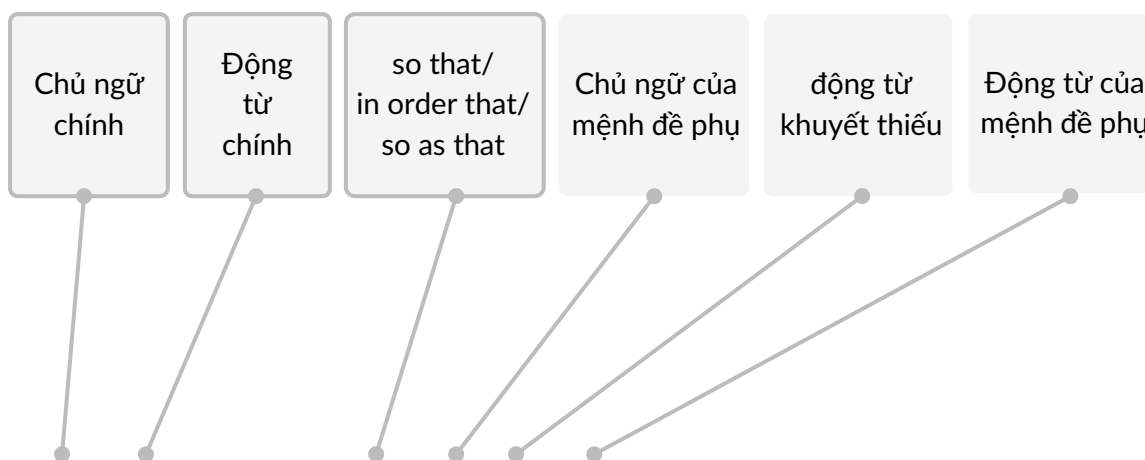 Chủ ngữ
chính
Động
từ
chính
so that/
in order that/
so as that
Chủ ngữ của
mệnh đề phụ
động từ
khuyết thiếu
Động từ của
mệnh đề phụ